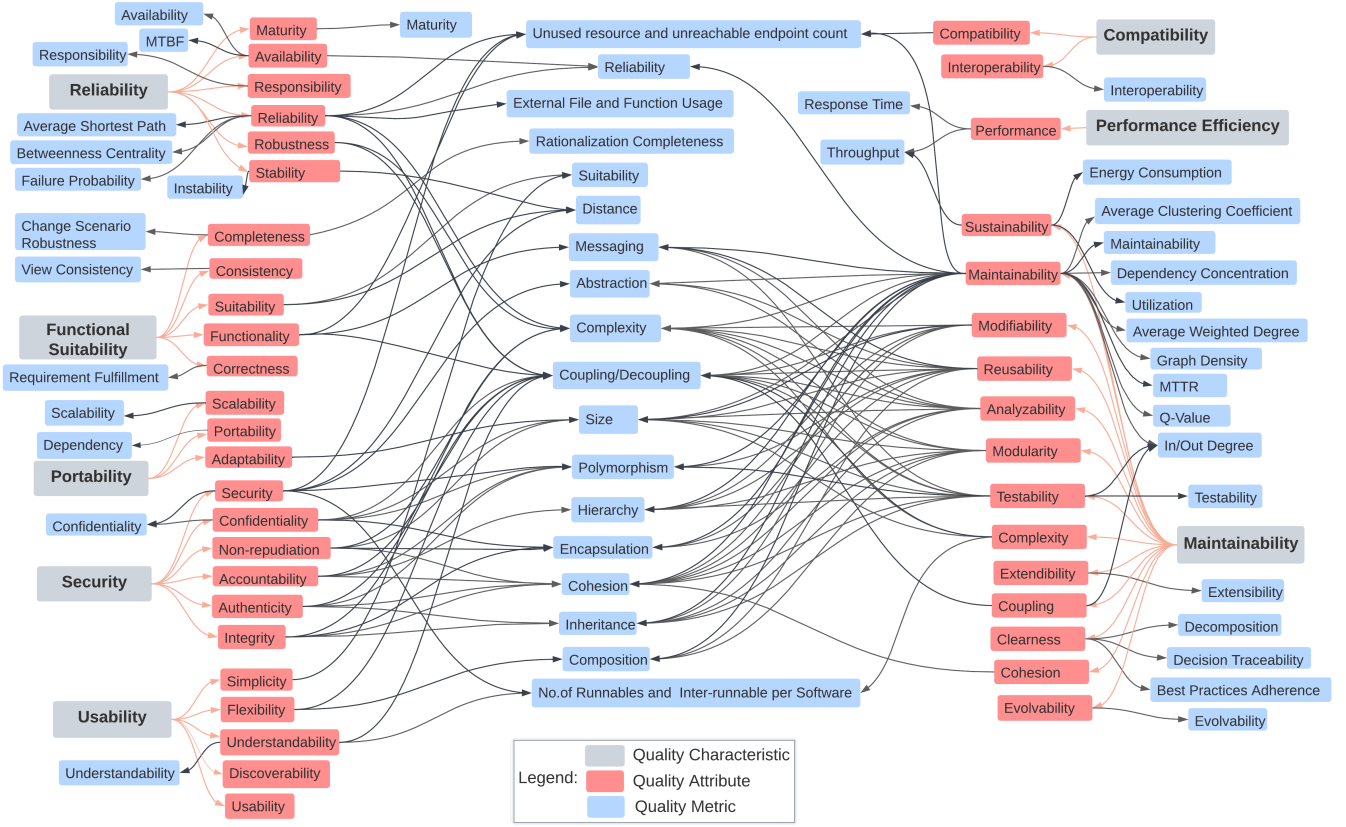 Availability
MTBF
Responsibility
Reliability
Average Shortest Path
Betweenness Centrality
Failure Probability
Instability
Maturity
Availability
Responsibility
Reliability
Robustness
Stability
Maturity
Change Scenario
Robustness
View Consistency
Functional
Suitability
Requirement Fulfillment
Completeness
Consistency
Suitability
Functionality
Correctness
Scalability
Dependency
Portability
Scalability
Portability
Adaptability
Confidentiality
Security
Security
Confidentiality
Non-repudiation
Accountability
Authenticity
Integrity
Usability
Understandability
Simplicity
Flexibility
Understandability
Discoverability
Usability
Unused resource and unreachable endpoint count
Reliability
External File and Function Usage
Rationalization Completeness
Suitability
Distance
Messaging
Abstraction
Complexity
Coupling/Decoupling
Size
Polymorphism
Hierarchy
Encapsulation
Cohesion
Inheritance
Composition
No.of Runnables and  Inter-runnable per Software
Compatibility
Interoperability
Compatibility
Interoperability
Response Time
Throughput
Performance
Performance Efficiency
Sustainability
Maintainability
Modifiability
Reusability
Analyzability
Modularity
Testability
Complexity
Extendibility
Coupling
Clearness
Cohesion
Evolvability
Energy Consumption
Average Clustering Coefficient
Maintainability
Dependency Concentration
Utilization
Average Weighted Degree
Graph Density
MTTR
Q-Value
In/Out Degree
Testability
Maintainability
Extensibility
Decomposition
Decision Traceability
Best Practices Adherence
Evolvability
Legend:
Quality Characteristic
Quality Attribute
Quality Metric